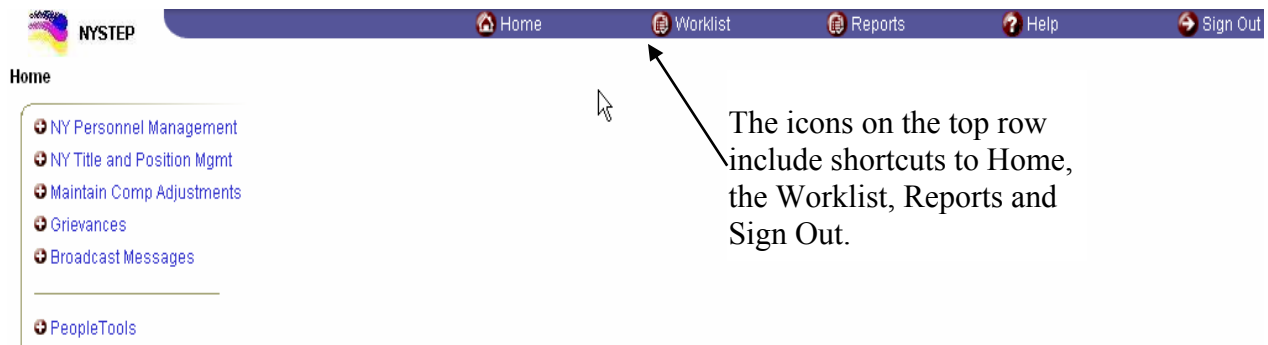 NYSTEP
Home
Worklist
Reports
Help
Sign Out
Home
NY Personnel Management
NY Title and Position Mgmt
Maintain Comp Adjustments
Grievances
Broadcast Messages
PeopleTools
The icons on the top row
include shortcuts to Home,
the Worklist, Reports and
Sign Out.